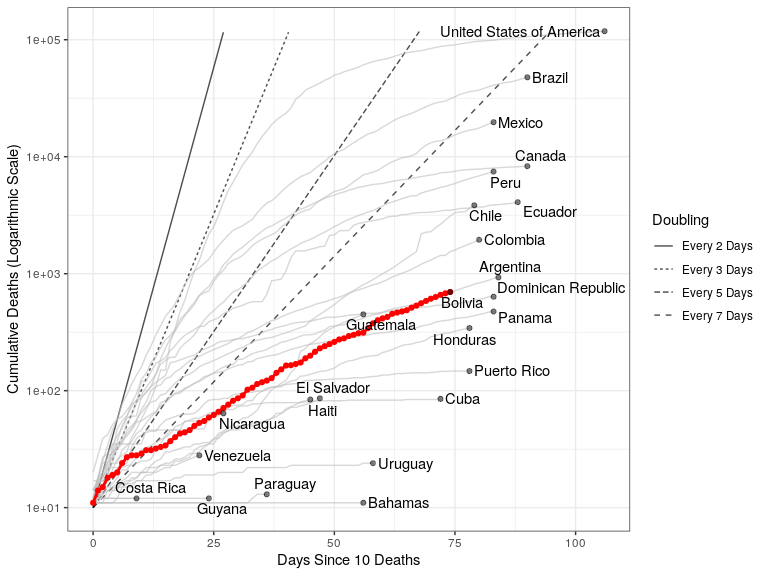 United States of America
Brazil
Mexico
Canada
Peru
Chile
Ecuador
Colombia
Argentina
Dominican Republic
Bolivia
Guatemala
Panama
Honduras
Puerto Rico
El Salvador
Haiti
Cuba
Nicaragua
Venezuela
Uruguay
Costa Rica
Paraguay
Guyana
Bahamas
1e+05
1e+04
1e+03
1e+02
1e+01
Cumulative Deaths (Logarithmic Scale)
0
25
50
75
100
Days Since 10 Deaths
Doubling
Every 2 Days
Every 3 Days
Every 5 Days
Every 7 Days